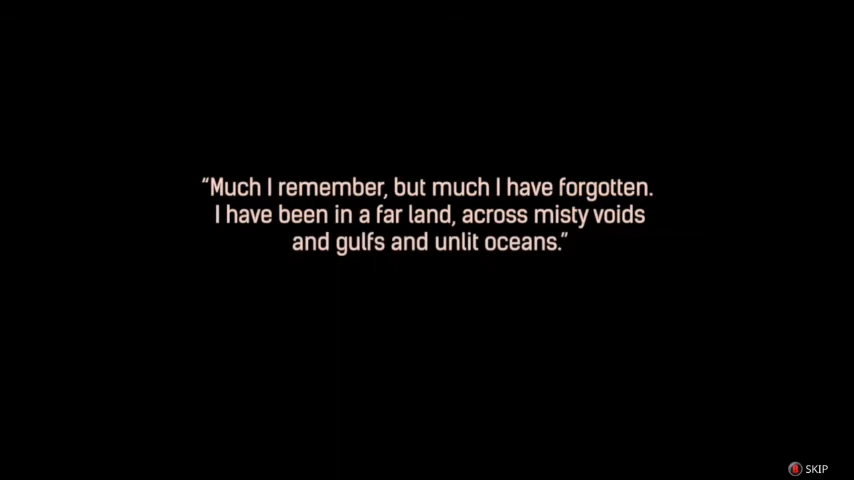 “Much I remember, but much I have forgotten.
I have been in a far land, across misty voids
and gulfs and unlit oceans.”
SKIP